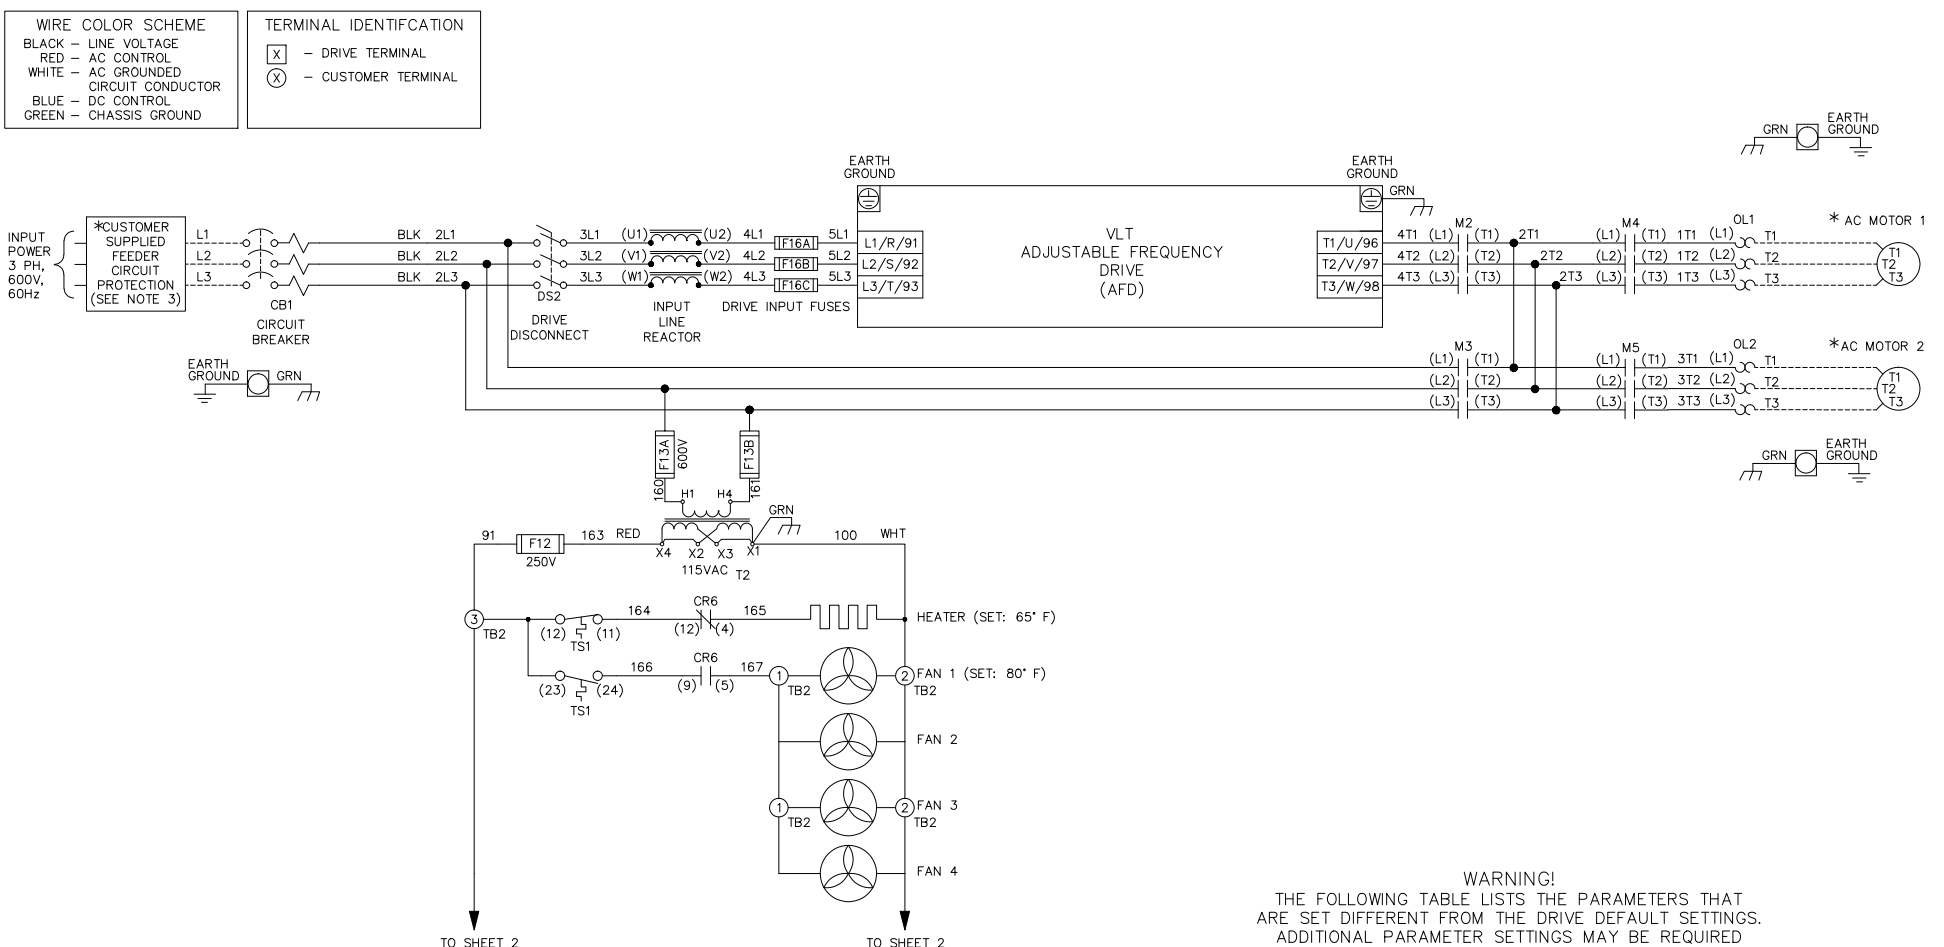 WIRE COLOR SCHEME
BLACK – LINE VOLTAGE
RED – AC CONTROL
WHITE – AC GROUNDED
CIRCUIT CONDUCTOR
BLUE – DC CONTROL
GREEN – CHASSIS GROUND
TERMINAL IDENTIFCATION
X – DRIVE TERMINAL
X – CUSTOMER TERMINAL
GRN
EARTH
GROUND
INPUT
POWER
3 PH,
600V,
60Hz
*CUSTOMER
SUPPLIED
FEEDER
CIRCUIT
PROTECTION
(SEE NOTE 3)
L1
L2
L3
CB1
CIRCUIT
BREAKER
BLK 2L1
BLK 2L2
BLK 2L3
DS2
DRIVE
DISCONNECT
3L1 (U1) (U2) 4L1 F16A 5L1
3L2 (V1) (V2) 4L2 F16B 5L2
3L3 (W1) (W2) 4L3 F16C 5L3
INPUT
LINE
REACTOR
DRIVE INPUT FUSES
EARTH
GROUND
L1/R/91
L2/S/92
L3/T/93
VLT
ADJUSTABLE FREQUENCY
DRIVE
(AFD)
EARTH
GROUND
GRN
T1/U/96
T2/V/97
T3/W/98
M2
4T1 (L1) (T1) 2T1
4T2 (L2) (T2) 2T2
4T3 (L3) (T3) 2T3
M4
(L1) (T1) 1T1 (L1) T1
(L2) (T2) 1T2 (L2) T2
(L3) (T3) 1T3 (L3) T3
OL1
* AC MOTOR 1
T1
T2
T3
M3
(L1) (T1)
(L2) (T2)
(L3) (T3)
M5
(L1) (T1) 3T1 (L1) T1
(L2) (T2) 3T2 (L2) T2
(L3) (T3) 3T3 (L3) T3
OL2
*AC MOTOR 2
T1
T2
T3
EARTH
GROUND
GRN
GRN
EARTH
GROUND
F13A
600V
F13B
160
161
H1 H4
GRN
91 F12 163 RED
250V
X4 X2 X3 X1
115VAC T2
100 WHT
3
TB2
(12) (11)
TS1
164
CR6
(12) (4)
165
HEATER (SET: 65° F)
(23) (24)
TS1
166
CR6
(9) (5)
167
1
TB2
2
TB2
FAN 1 (SET: 80° F)
FAN 2
1
TB2
2
TB2
FAN 3
FAN 4
TO SHEET 2
TO SHEET 2
WARNING!
THE FOLLOWING TABLE LISTS THE PARAMETERS THAT
ARE SET DIFFERENT FROM THE DRIVE DEFAULT SETTINGS.
ADDITIONAL PARAMETER SETTINGS MAY BE REQUIRED